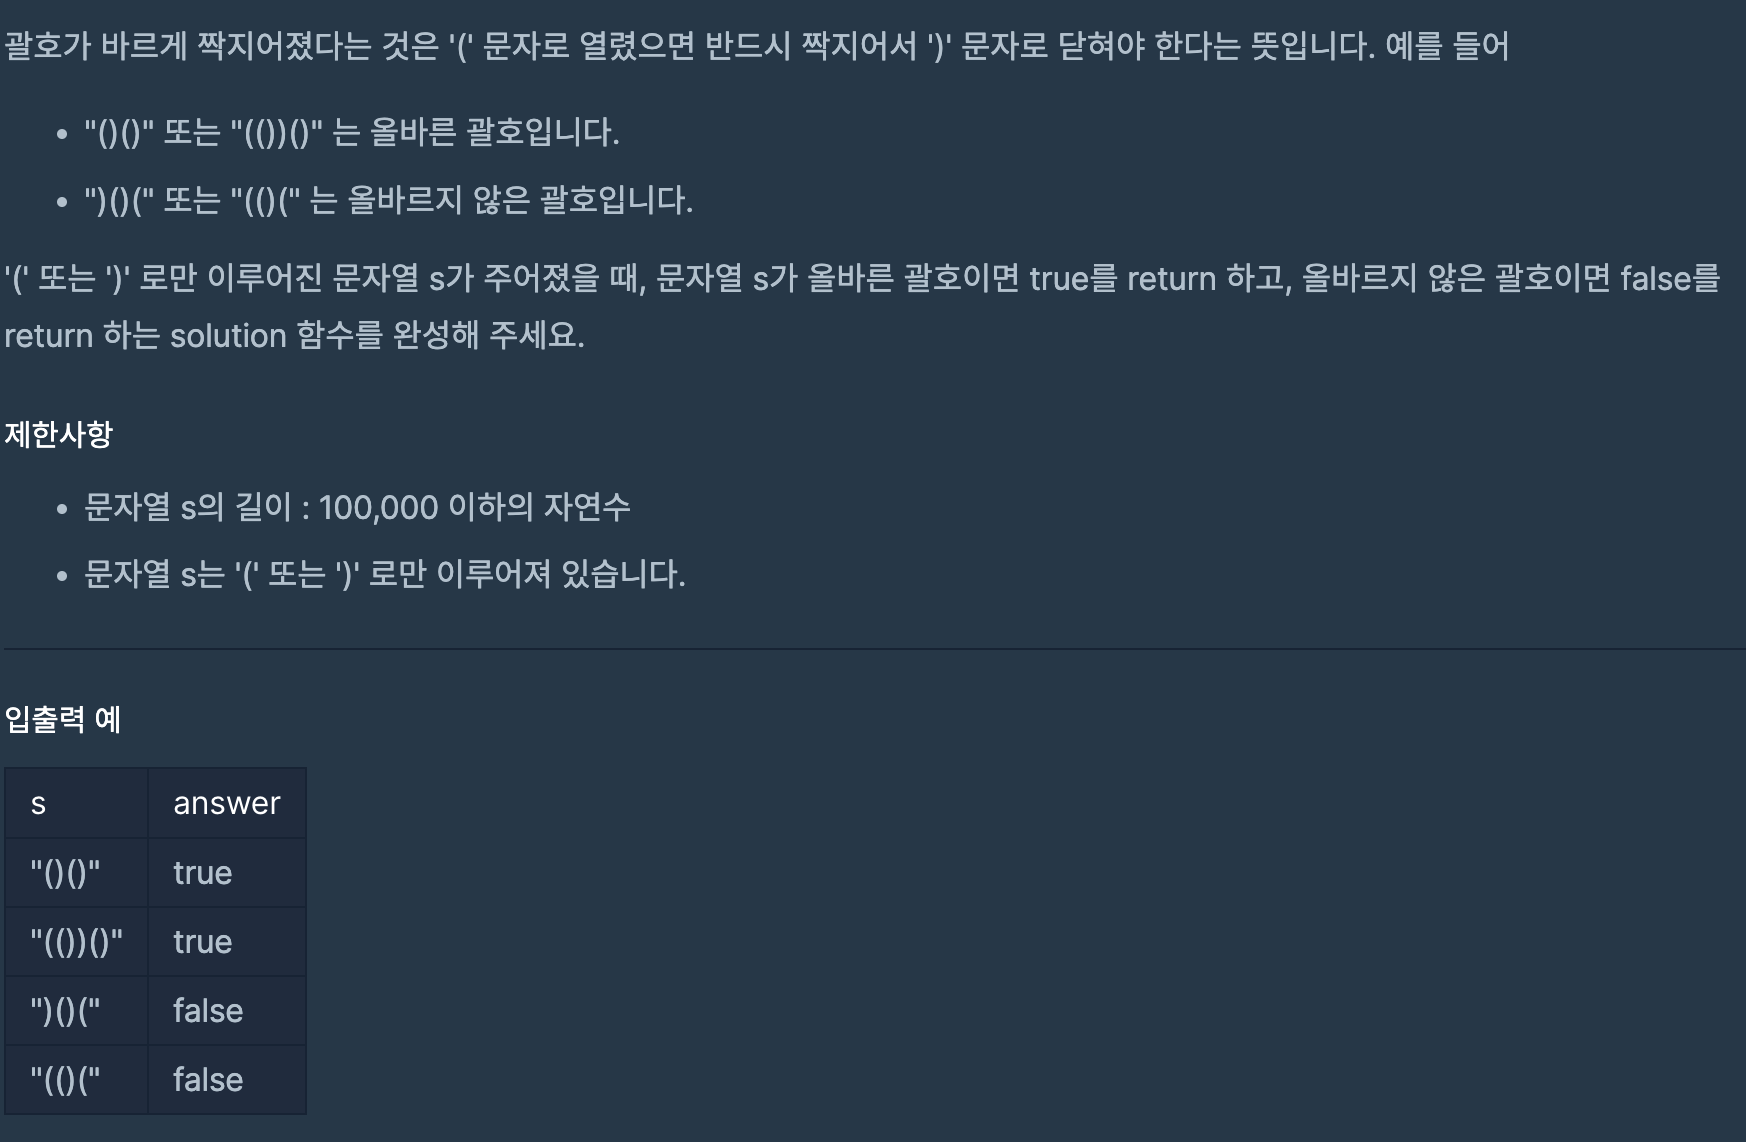 괄호가 바르게 짝지어졌다는 것은 '(' 문자로 열렸으면 반드시 짝지어서 ')' 문자로 닫혀야 한다는 뜻입니다. 예를 들어
• "()()" 또는 "(())()" 는 올바른 괄호입니다.
• ")()(" 또는 "(()(" 는 올바르지 않은 괄호입니다.
'(' 또는 ')' 로만 이루어진 문자열 s가 주어졌을 때, 문자열 s가 올바른 괄호이면 true를 return 하고, 올바르지 않은 괄호이면 false를
return 하는 solution 함수를 완성해 주세요.
제한사항
• 문자열 s의 길이 : 100,000 이하의 자연수
• 문자열 s는 '(' 또는 ')' 로만 이루어져 있습니다.
입출력 예
s answer
"()()" true
"(())()" true
")()(" false
"(()(" false